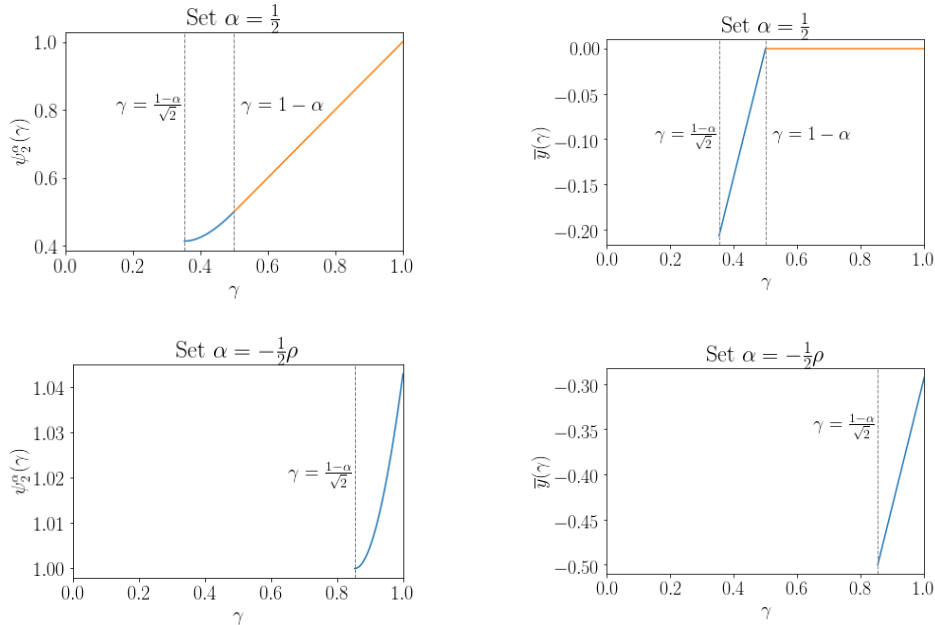 Set α = 1/2
ψ₂^α(γ)
1.0
0.8
0.6
0.4
γ = (1−α)/√2
γ = 1 − α
0.0 0.2 0.4 0.6 0.8 1.0
γ
Set α = 1/2
y̅(γ)
0.00
−0.05
−0.10
−0.15
−0.20
γ = (1−α)/√2
γ = 1 − α
0.0 0.2 0.4 0.6 0.8 1.0
γ
Set α = −1/2ρ
ψ₂^α(γ)
1.04
1.03
1.02
1.01
1.00
γ = (1−α)/√2
0.0 0.2 0.4 0.6 0.8 1.0
γ
Set α = −1/2ρ
y̅(γ)
−0.30
−0.35
−0.40
−0.45
−0.50
γ = (1−α)/√2
0.0 0.2 0.4 0.6 0.8 1.0
γ